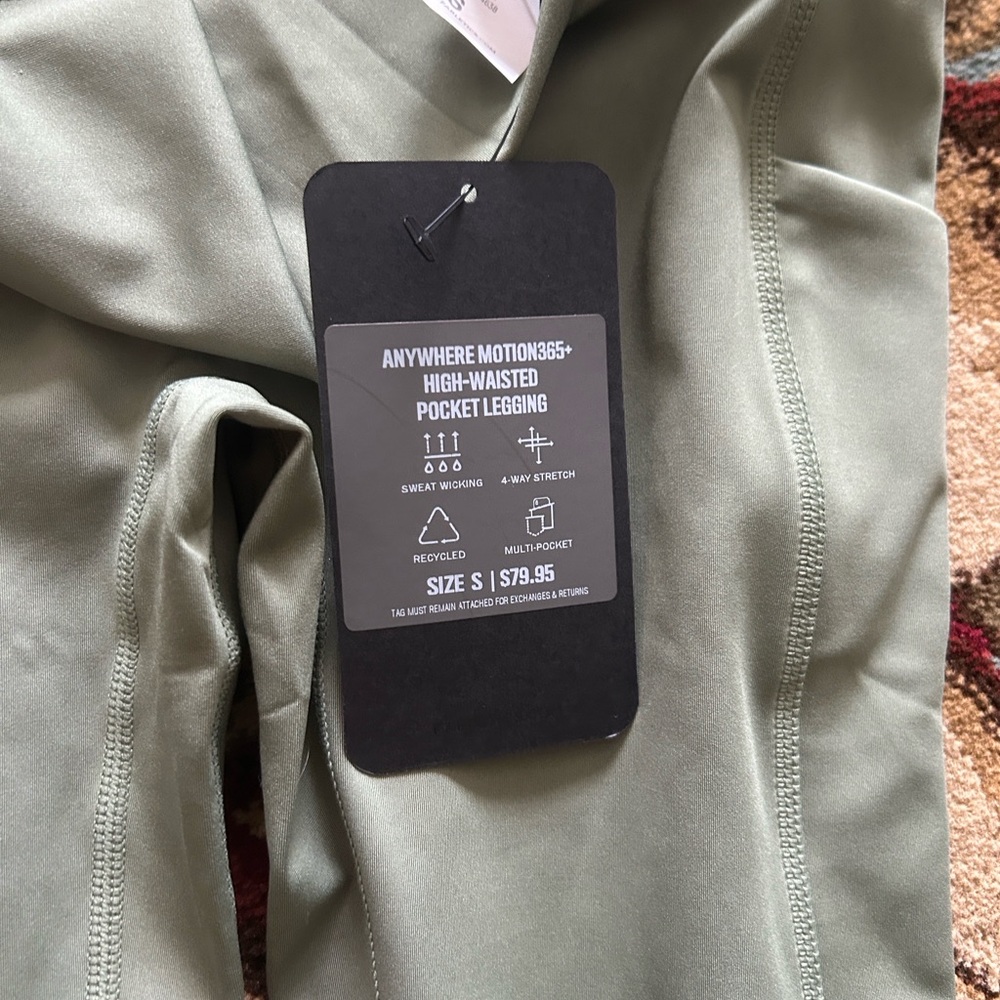 S
ANYWHERE MOTION365+
HIGH-WAISTED
POCKET LEGGING
SWEAT WICKING 4-WAY STRETCH
RECYCLED MULTI-POCKET
SIZE S | $79.95
TAG MUST REMAIN ATTACHED FOR EXCHANGES & RETURNS